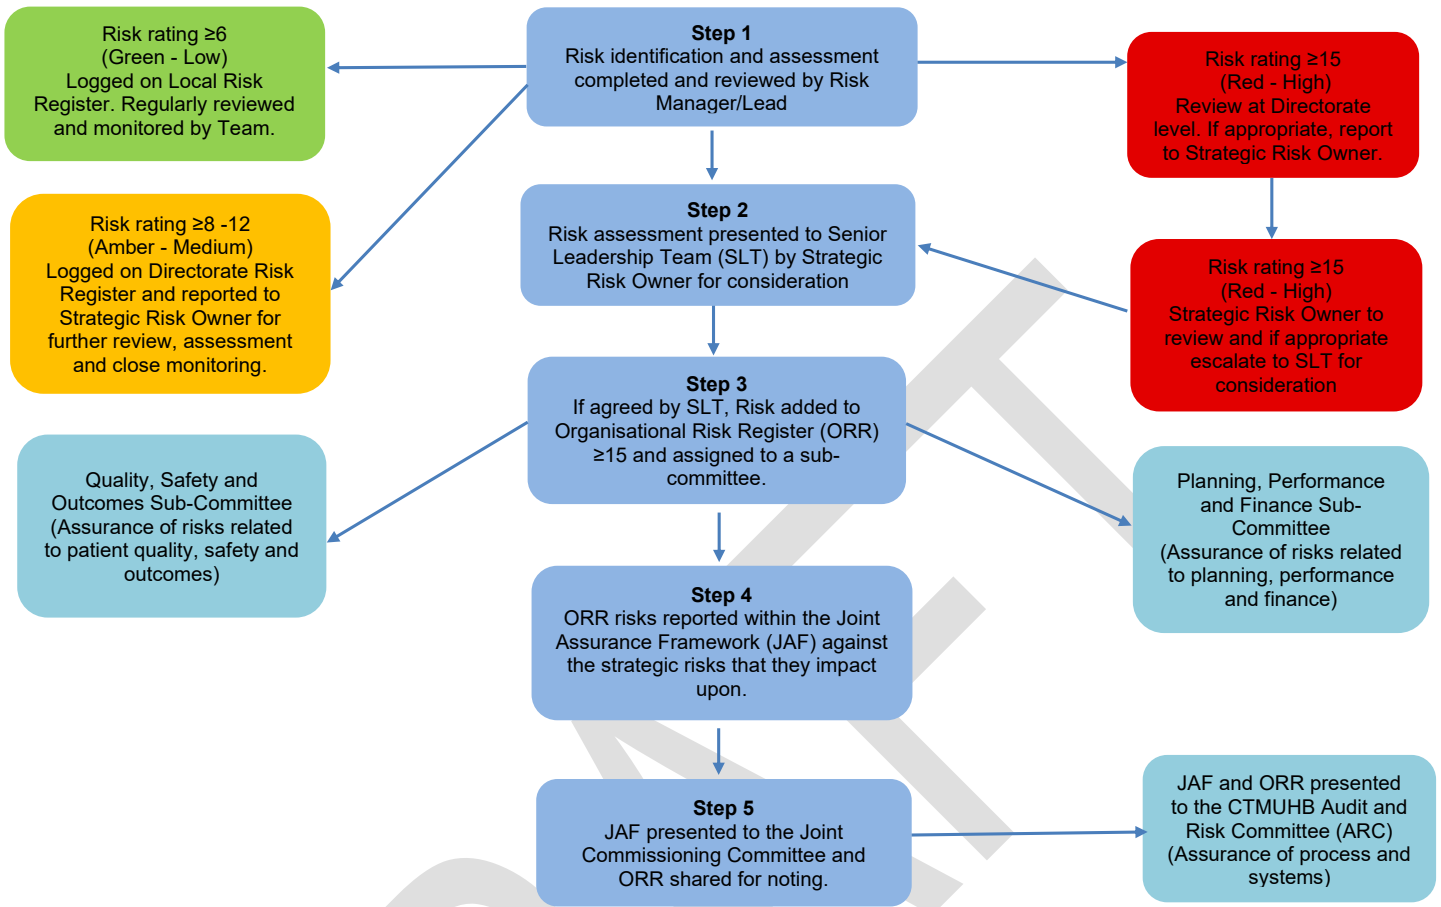 Risk rating ≥6
(Green - Low)
Logged on Local Risk
Register. Regularly reviewed
and monitored by Team.
Step 1
Risk identification and assessment
completed and reviewed by Risk
Manager/Lead
Risk rating ≥15
(Red - High)
Review at Directorate
level. If appropriate, report
to Strategic Risk Owner.
Risk rating ≥8 -12
(Amber - Medium)
Logged on Directorate Risk
Register and reported to
Strategic Risk Owner for
further review, assessment
and close monitoring.
Step 2
Risk assessment presented to Senior
Leadership Team (SLT) by Strategic
Risk Owner for consideration
Risk rating ≥15
(Red - High)
Strategic Risk Owner to
review and if appropriate
escalate to SLT for
consideration
Step 3
If agreed by SLT, Risk added to
Organisational Risk Register (ORR)
≥15 and assigned to a sub-
committee.
Quality, Safety and
Outcomes Sub-Committee
(Assurance of risks related
to patient quality, safety and
outcomes)
Planning, Performance
and Finance Sub-
Committee
(Assurance of risks related
to planning, performance
and finance)
Step 4
ORR risks reported within the Joint
Assurance Framework (JAF) against
the strategic risks that they impact
upon.
Step 5
JAF presented to the Joint
Commissioning Committee and
ORR shared for noting.
JAF and ORR presented
to the CTMUHB Audit and
Risk Committee (ARC)
(Assurance of process and
systems)